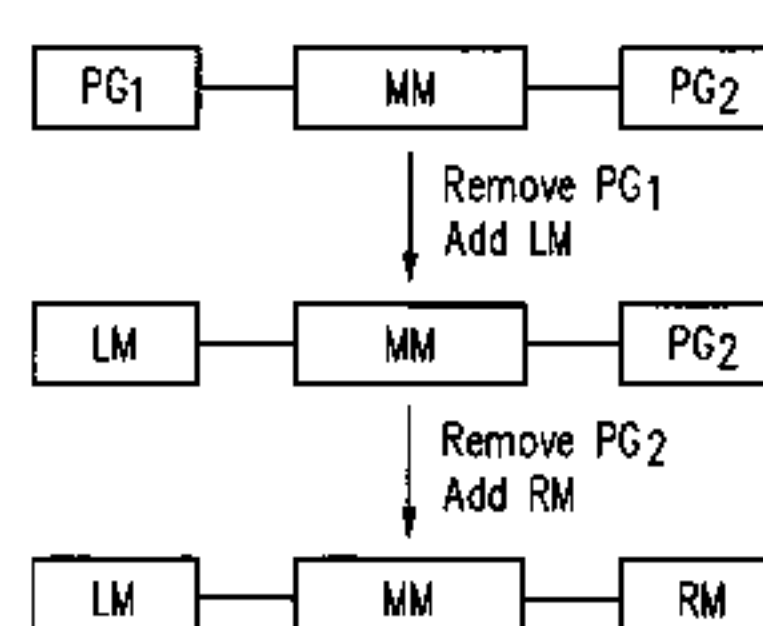 PG1 MM PG2
Remove PG1
Add LM
LM MM PG2
Remove PG2
Add RM
LM MM RM